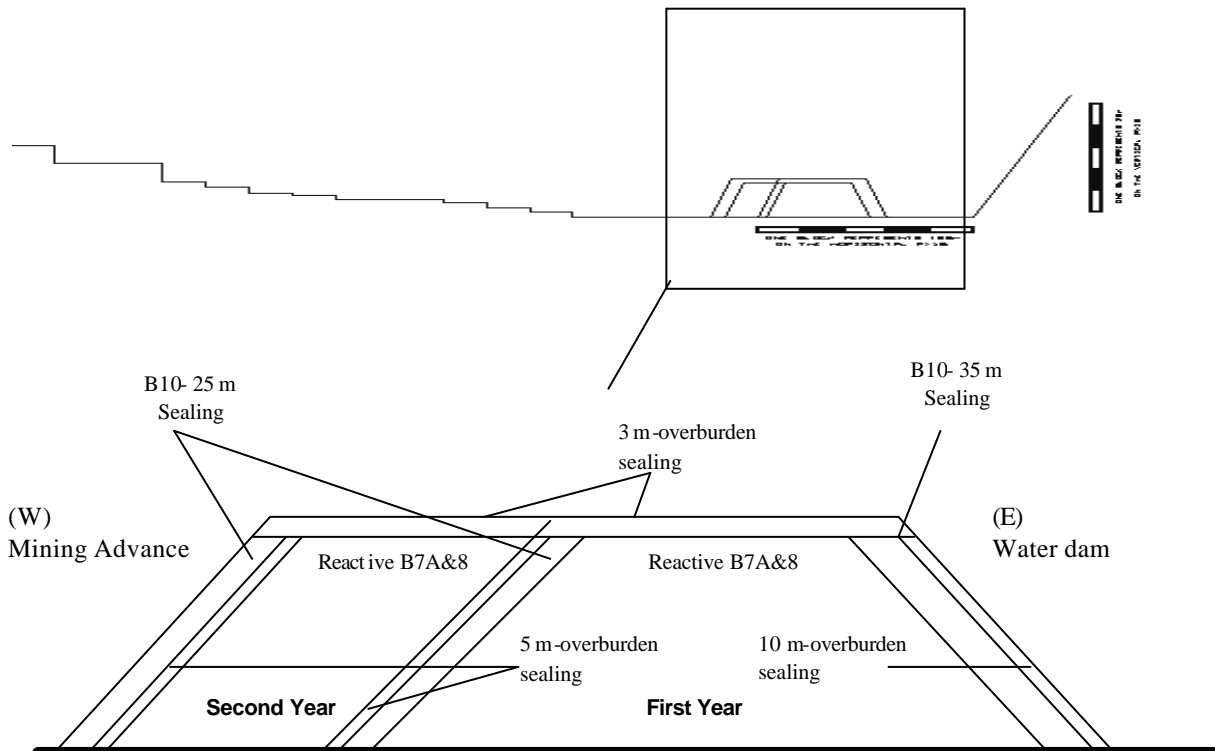 B10- 25 m
Sealing
B10- 35 m
Sealing
3 m-overburden
sealing
(W)
Mining Advance
(E)
Water dam
Reactive B7A&8
Reactive B7A&8
5 m-overburden
sealing
10 m-overburden
sealing
Second Year
First Year